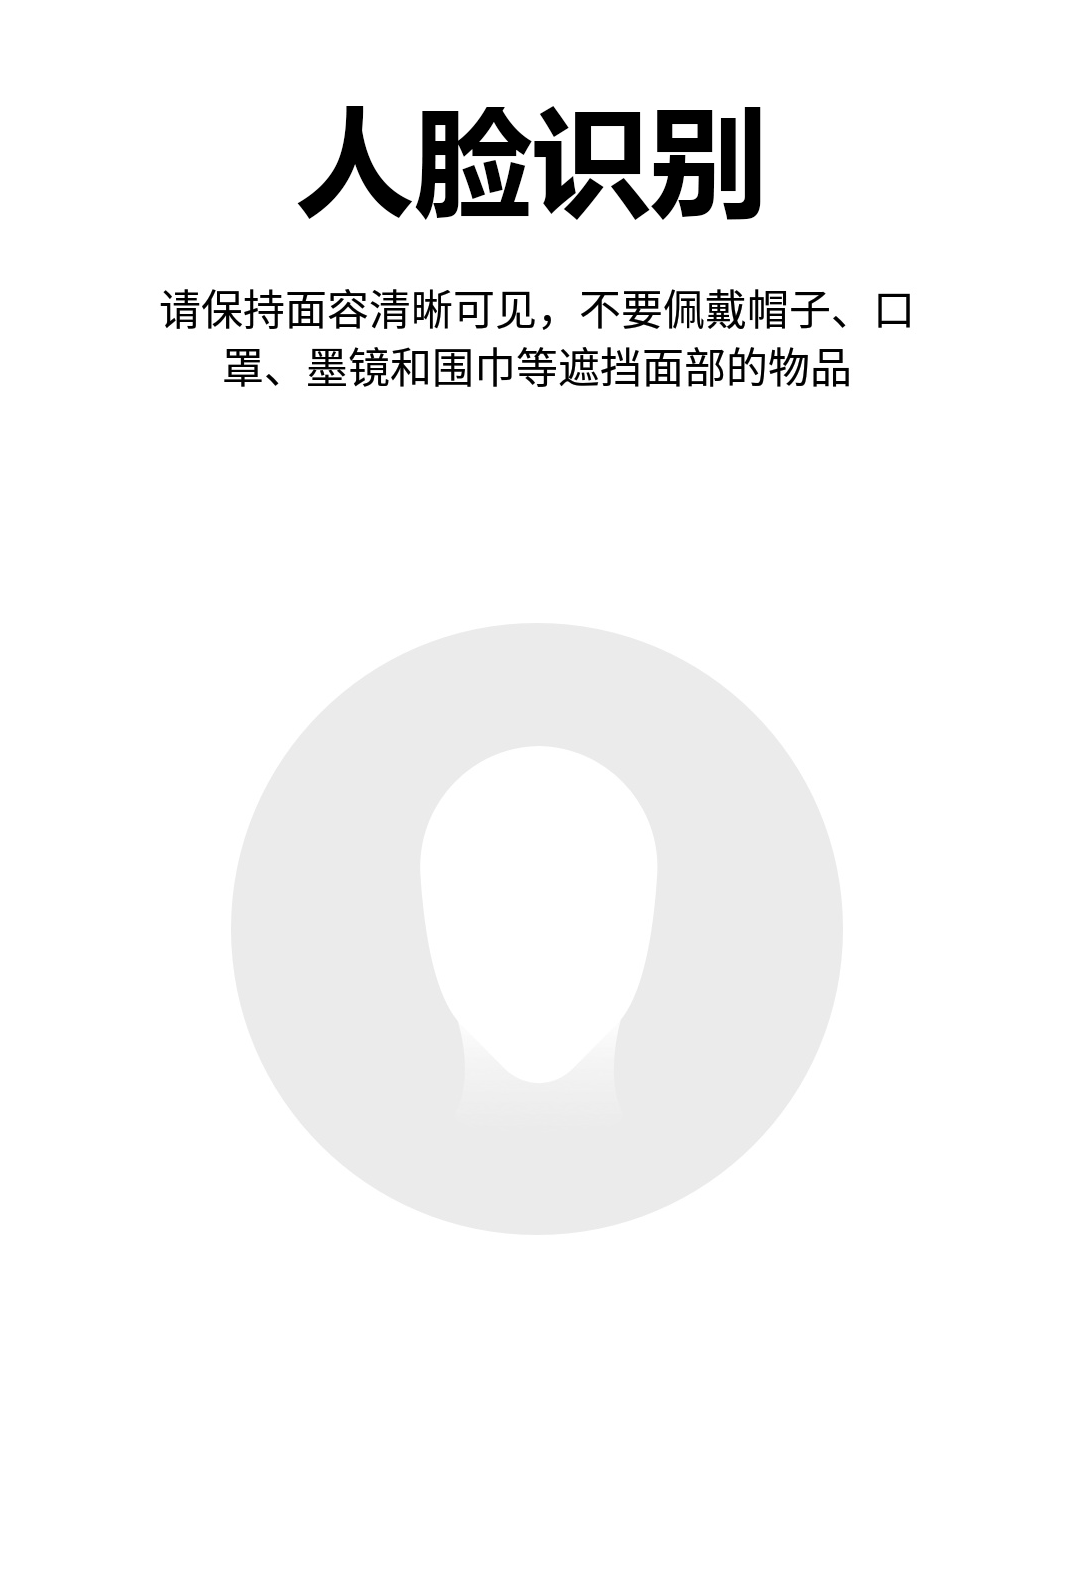 人脸识别
请保持面容清晰可见，不要佩戴帽子、口
罩、墨镜和围巾等遮挡面部的物品